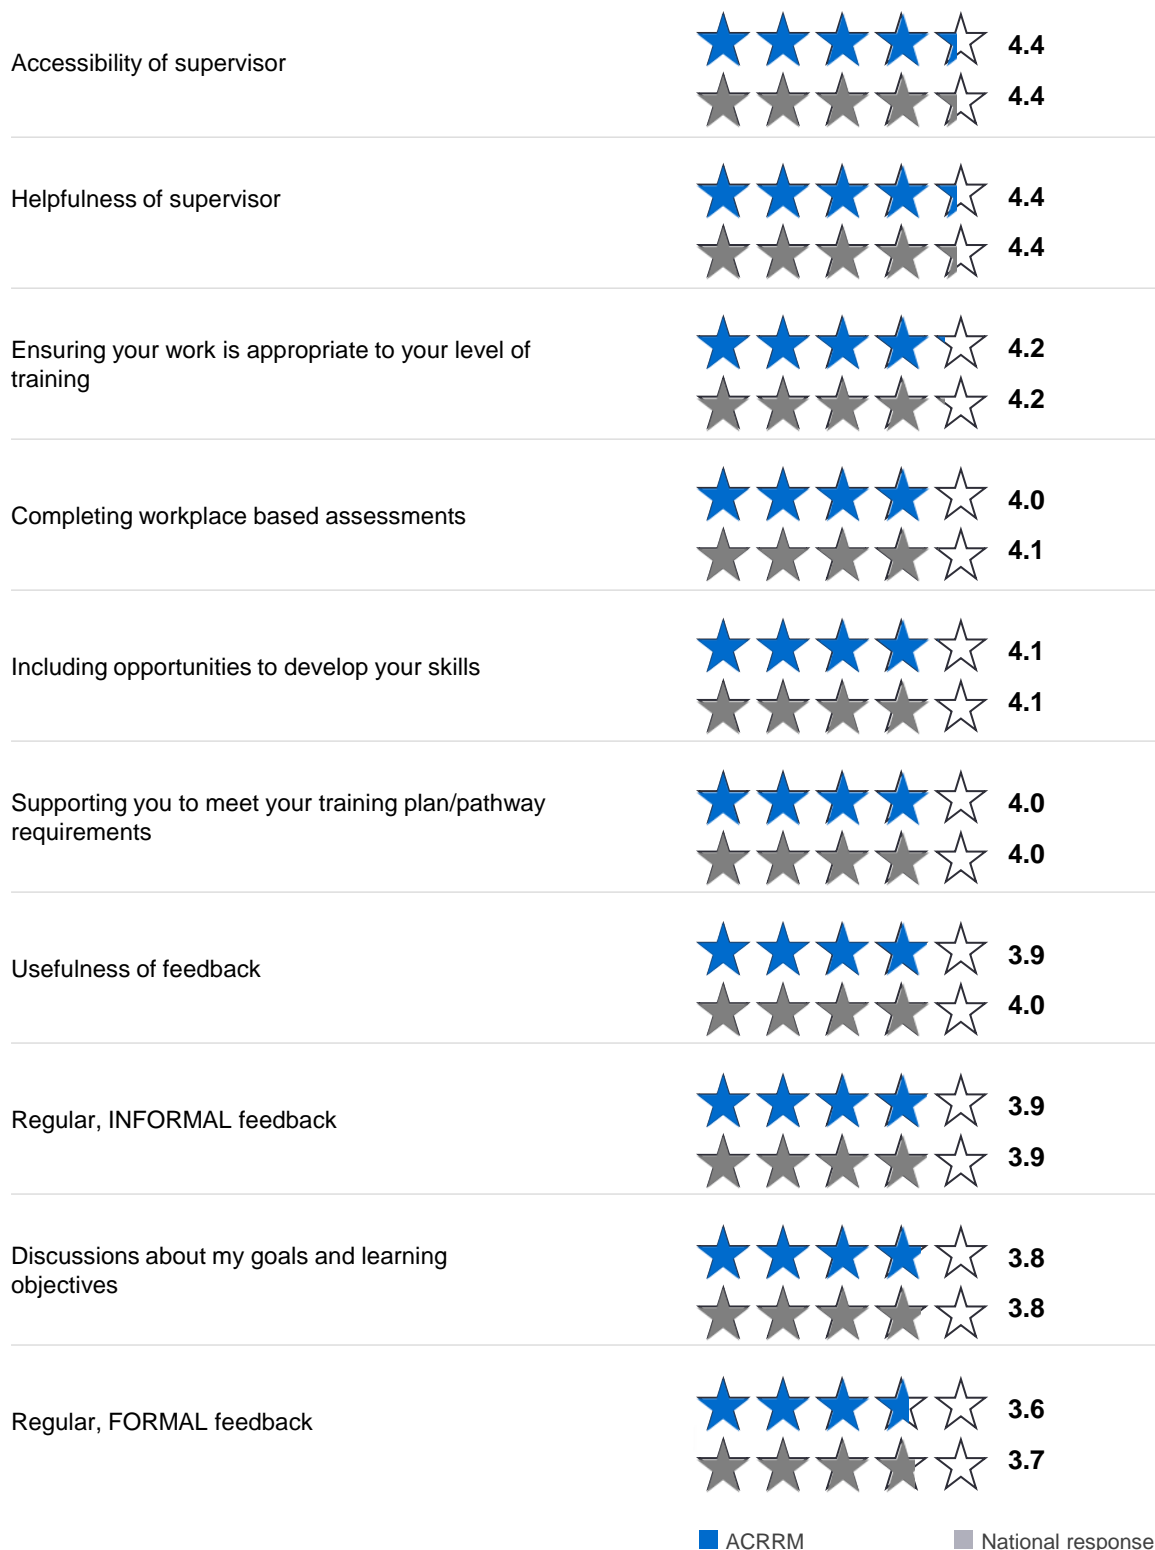 Accessibility of supervisor
4.4
4.4
Helpfulness of supervisor
4.4
4.4
Ensuring your work is appropriate to your level of
training
4.2
4.2
Completing workplace based assessments
4.0
4.1
Including opportunities to develop your skills
4.1
4.1
Supporting you to meet your training plan/pathway
requirements
4.0
4.0
Usefulness of feedback
3.9
4.0
Regular, INFORMAL feedback
3.9
3.9
Discussions about my goals and learning
objectives
3.8
3.8
Regular, FORMAL feedback
3.6
3.7
ACRRM
National response